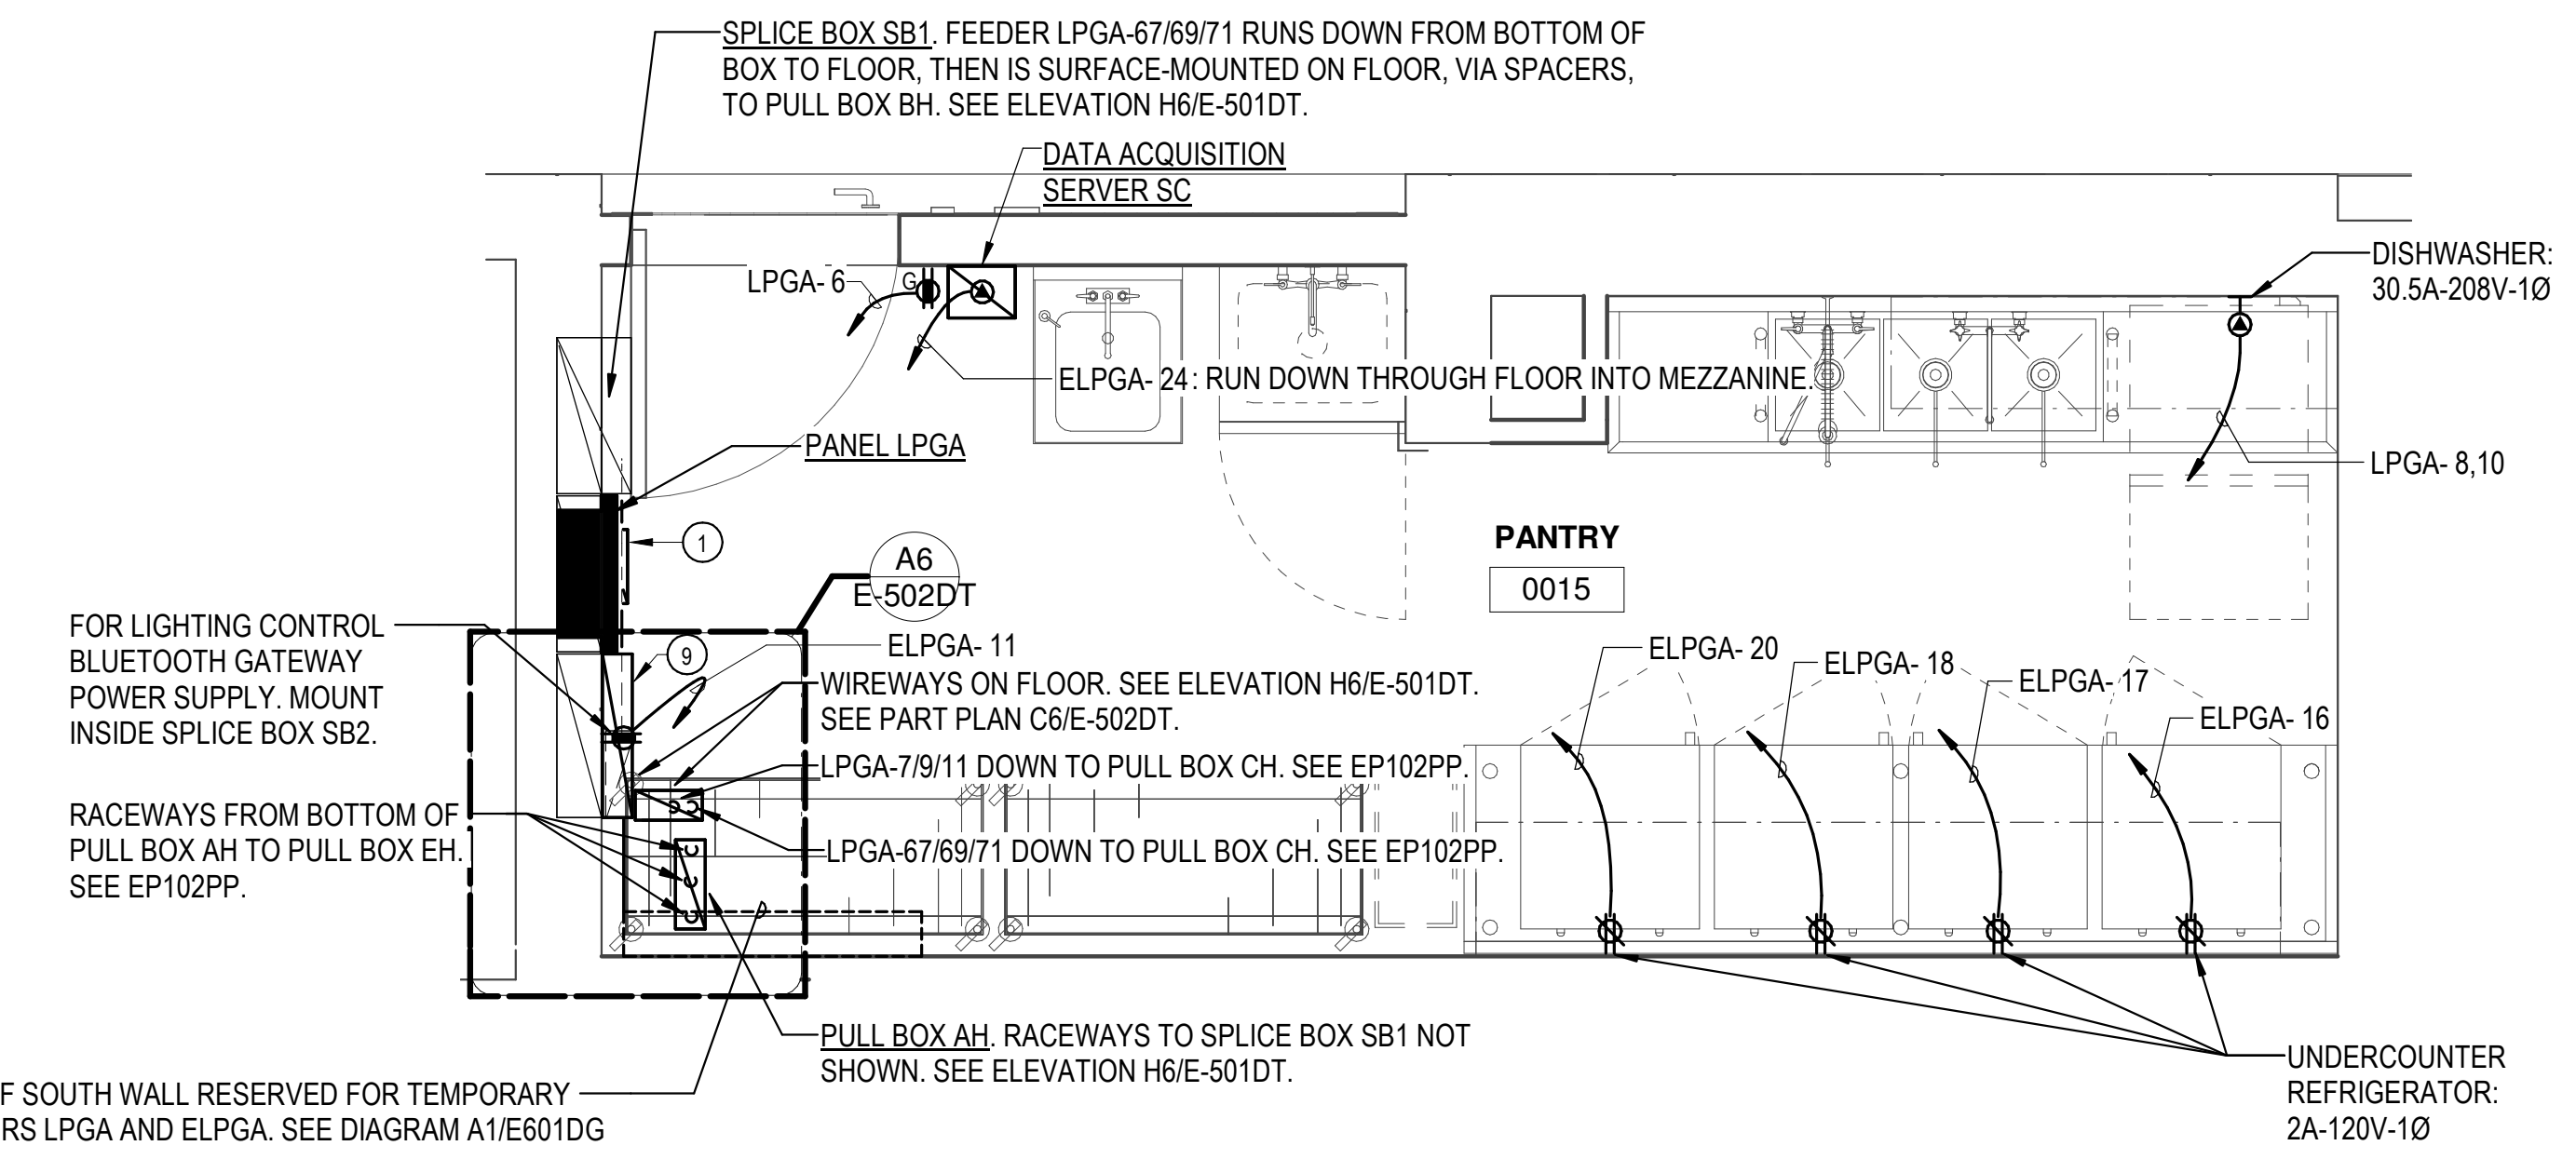 SPLICE BOX SB1. FEEDER LPGA-67/69/71 RUNS DOWN FROM BOTTOM OF
BOX TO FLOOR, THEN IS SURFACE-MOUNTED ON FLOOR, VIA SPACERS,
TO PULL BOX BH. SEE ELEVATION H6/E-501DT.
DATA ACQUISITION
SERVER SC
DISHWASHER:
30.5A-208V-1Ø
LPGA- 6
G
ELPGA- 24: RUN DOWN THROUGH FLOOR INTO MEZZANINE.
PANEL LPGA
LPGA- 8,10
1
PANTRY
0015
A6
E-502DT
FOR LIGHTING CONTROL
BLUETOOTH GATEWAY
POWER SUPPLY. MOUNT
INSIDE SPLICE BOX SB2.
9
ELPGA- 11
WIREWAYS ON FLOOR. SEE ELEVATION H6/E-501DT.
SEE PART PLAN C6/E-502DT.
ELPGA- 20
ELPGA- 18
ELPGA- 17
ELPGA- 16
LPGA-7/9/11 DOWN TO PULL BOX CH. SEE EP102PP.
RACEWAYS FROM BOTTOM OF
PULL BOX AH TO PULL BOX EH.
SEE EP102PP.
LPGA-67/69/71 DOWN TO PULL BOX CH. SEE EP102PP.
PULL BOX AH. RACEWAYS TO SPLICE BOX SB1 NOT
SHOWN. SEE ELEVATION H6/E-501DT.
F SOUTH WALL RESERVED FOR TEMPORARY
RS LPGA AND ELPGA. SEE DIAGRAM A1/E601DG
UNDERCOUNTER
REFRIGERATOR:
2A-120V-1Ø